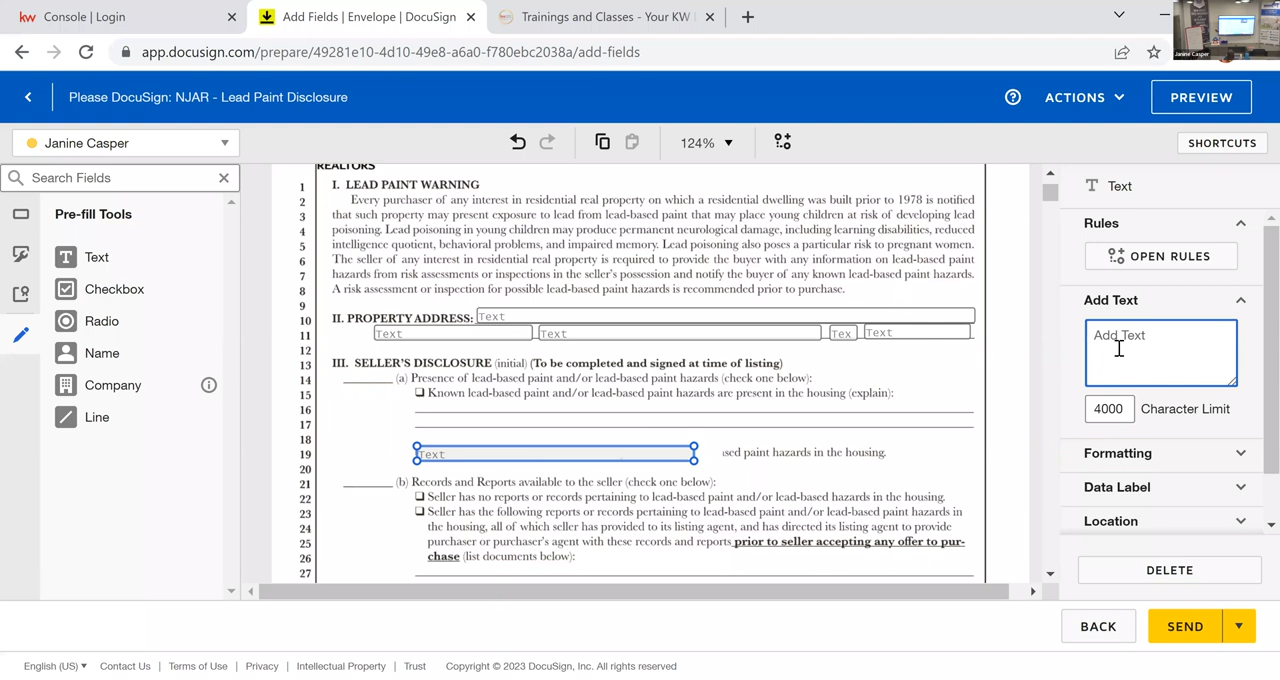 Console / Login
Add Fields | Envelope | DocuSign
Trainings and Classes - Your KW
app.docusign.com/prepare/49281e10-4d10-49e8-a6a0-f780ebc2038a/add-fields
Janine Casper
Please DocuSign: NJAR - Lead Paint Disclosure
ACTIONS
PREVIEW
Janine Casper
124%
SHORTCUTS
Search Fields
Pre-fill Tools
Text
Checkbox
Radio
Name
Company
Line
REALTORS
1 I. LEAD PAINT WARNING
2 Every purchaser of any interest in residential real property on which a residential dwelling was built prior to 1978 is notified
3 that such property may present exposure to lead from lead-based paint that may place young children at risk of developing lead
4 poisoning. Lead poisoning in young children may produce permanent neurological damage, including learning disabilities, reduced
5 intelligence quotient, behavioral problems, and impaired memory. Lead poisoning also poses a particular risk to pregnant women.
6 The seller of any interest in residential real property is required to provide the buyer with any information on lead-based paint
7 hazards from risk assessments or inspections in the seller's possession and notify the buyer of any known lead-based paint hazards.
8 A risk assessment or inspection for possible lead-based paint hazards is recommended prior to purchase.
9
10 II. PROPERTY ADDRESS: Text
11 Text Text Tex Text
12
13 III. SELLER'S DISCLOSURE (initial) (To be completed and signed at time of listing)
14 ________ (a) Presence of lead-based paint and/or lead-based paint hazards (check one below):
15 ❏ Known lead-based paint and/or lead-based paint hazards are present in the housing (explain):
16
17
18
19 Text sed paint hazards in the housing.
20
21 ________ (b) Records and Reports available to the seller (check one below):
22 ❏ Seller has no reports or records pertaining to lead-based paint and/or lead-based hazards in the housing.
23 ❏ Seller has the following reports or records pertaining to lead-based paint and/or lead-based paint hazards in
24 the housing, all of which seller has provided to its listing agent, and has directed its listing agent to provide
25 purchaser or purchaser's agent with these records and reports prior to seller accepting any offer to pur-
26 chase (list documents below):
27
Text
Rules
OPEN RULES
Add Text
Add Text
4000 Character Limit
Formatting
Data Label
Location
DELETE
BACK
SEND
English (US) Contact Us | Terms of Use | Privacy | Intellectual Property | Trust Copyright © 2023 DocuSign, Inc. All rights reserved